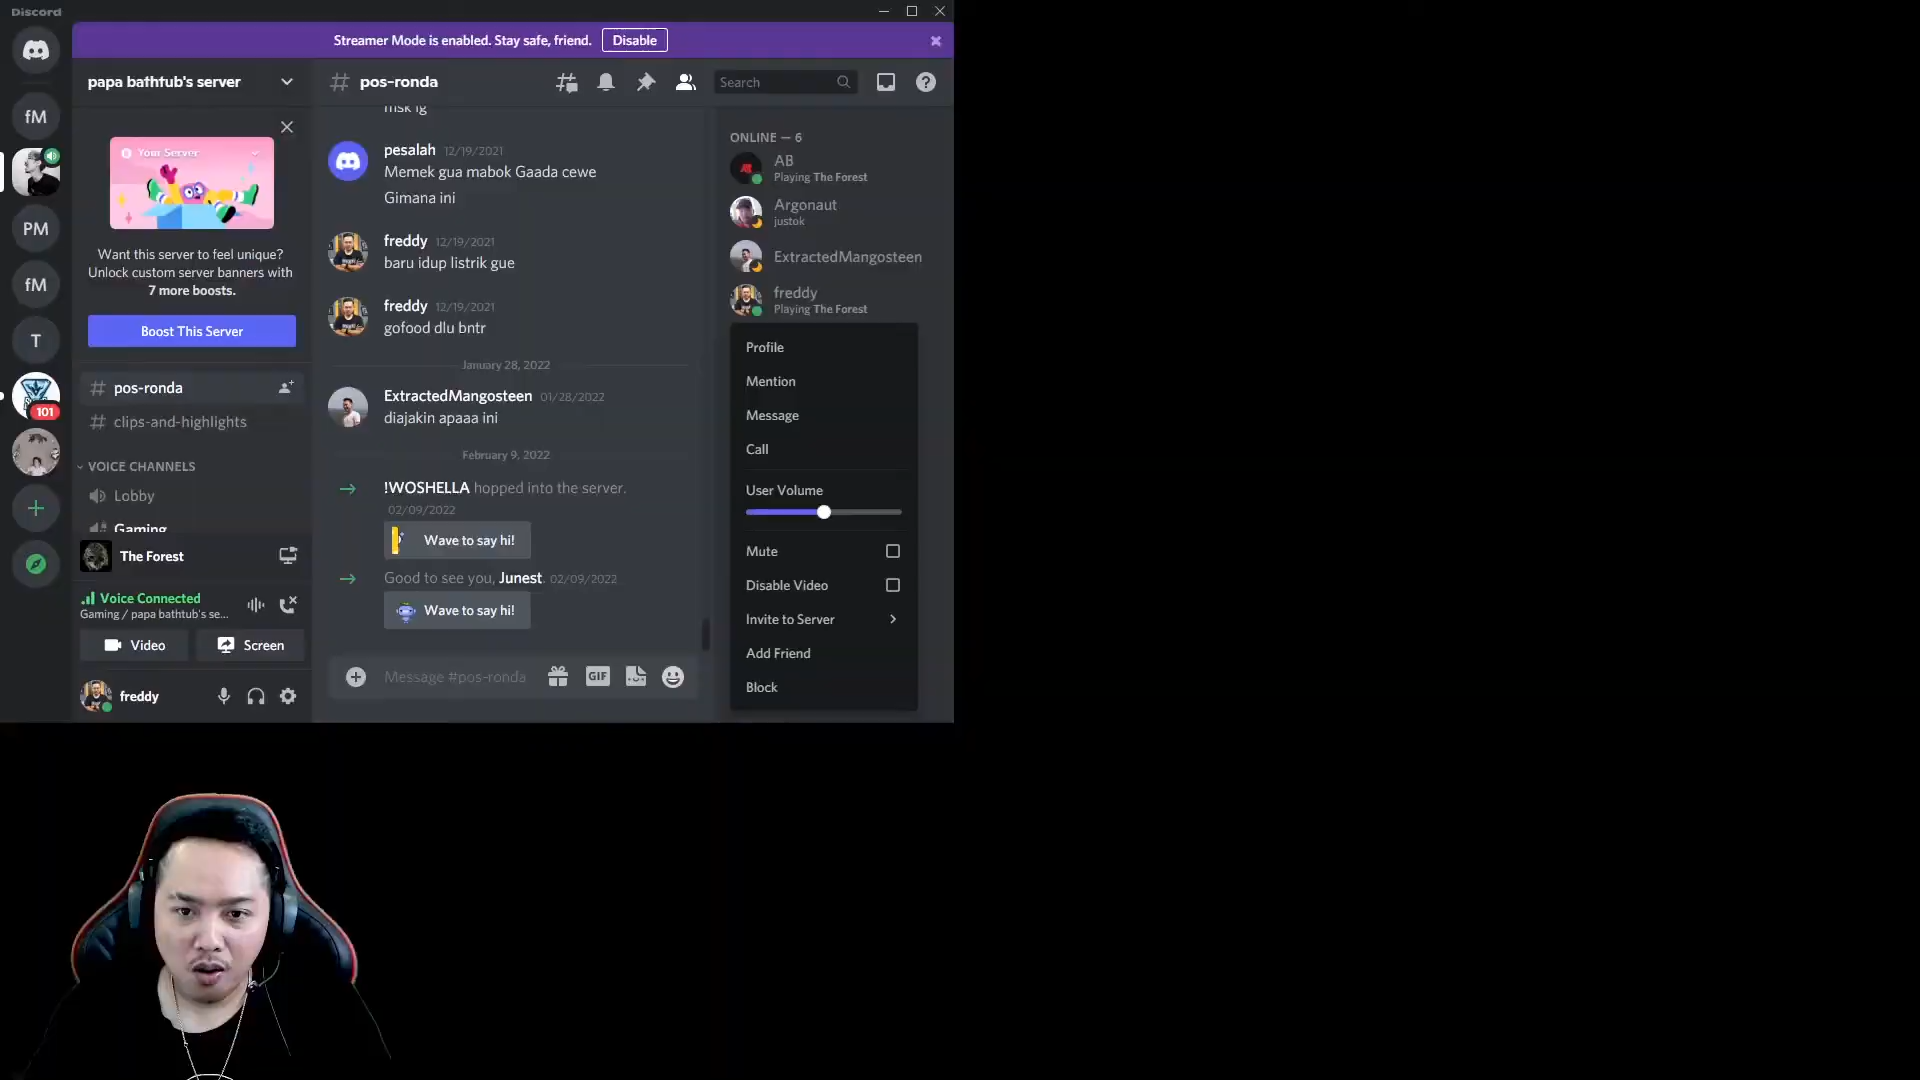 Discord
Streamer Mode is enabled. Stay safe, friend.
Disable
fM
PM
fM
T
101
papa bathtub's server
Your Server
Want this server to feel unique?
Unlock custom server banners with
7 more boosts.
Boost This Server
pos-ronda
clips-and-highlights
VOICE CHANNELS
Lobby
Gaming
The Forest
Voice Connected
Gaming / papa bathtub's se...
Video
Screen
freddy
# pos-ronda
Search
msk ig
pesalah 12/19/2021
Memek gua mabok Gaada cewe
Gimana ini
freddy 12/19/2021
baru idup listrik gue
freddy 12/19/2021
gofood dlu bntr
January 28, 2022
ExtractedMangosteen 01/28/2022
diajakin apaaa ini
February 9, 2022
!WOSHELLA hopped into the server.
02/09/2022
Wave to say hi!
Good to see you, Junest. 02/09/2022
Wave to say hi!
Message #pos-ronda
GIF
ONLINE — 6
AB
Playing The Forest
Argonaut
justok
ExtractedMangosteen
freddy
Playing The Forest
Profile
Mention
Message
Call
User Volume
Mute
Disable Video
Invite to Server
Add Friend
Block